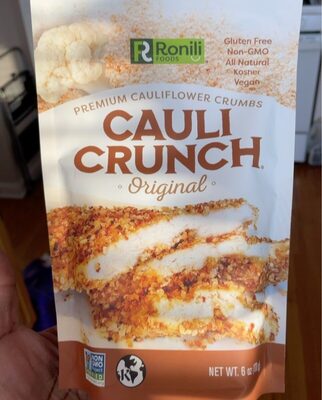 R Ronili
FOODS
Gluten Free
Non-GMO
All Natural
Kosher
Vegan
PREMIUM CAULIFLOWER CRUMBS
CAULI
CRUNCH®
Original
NON
GMO
K
NET WT. 6 oz